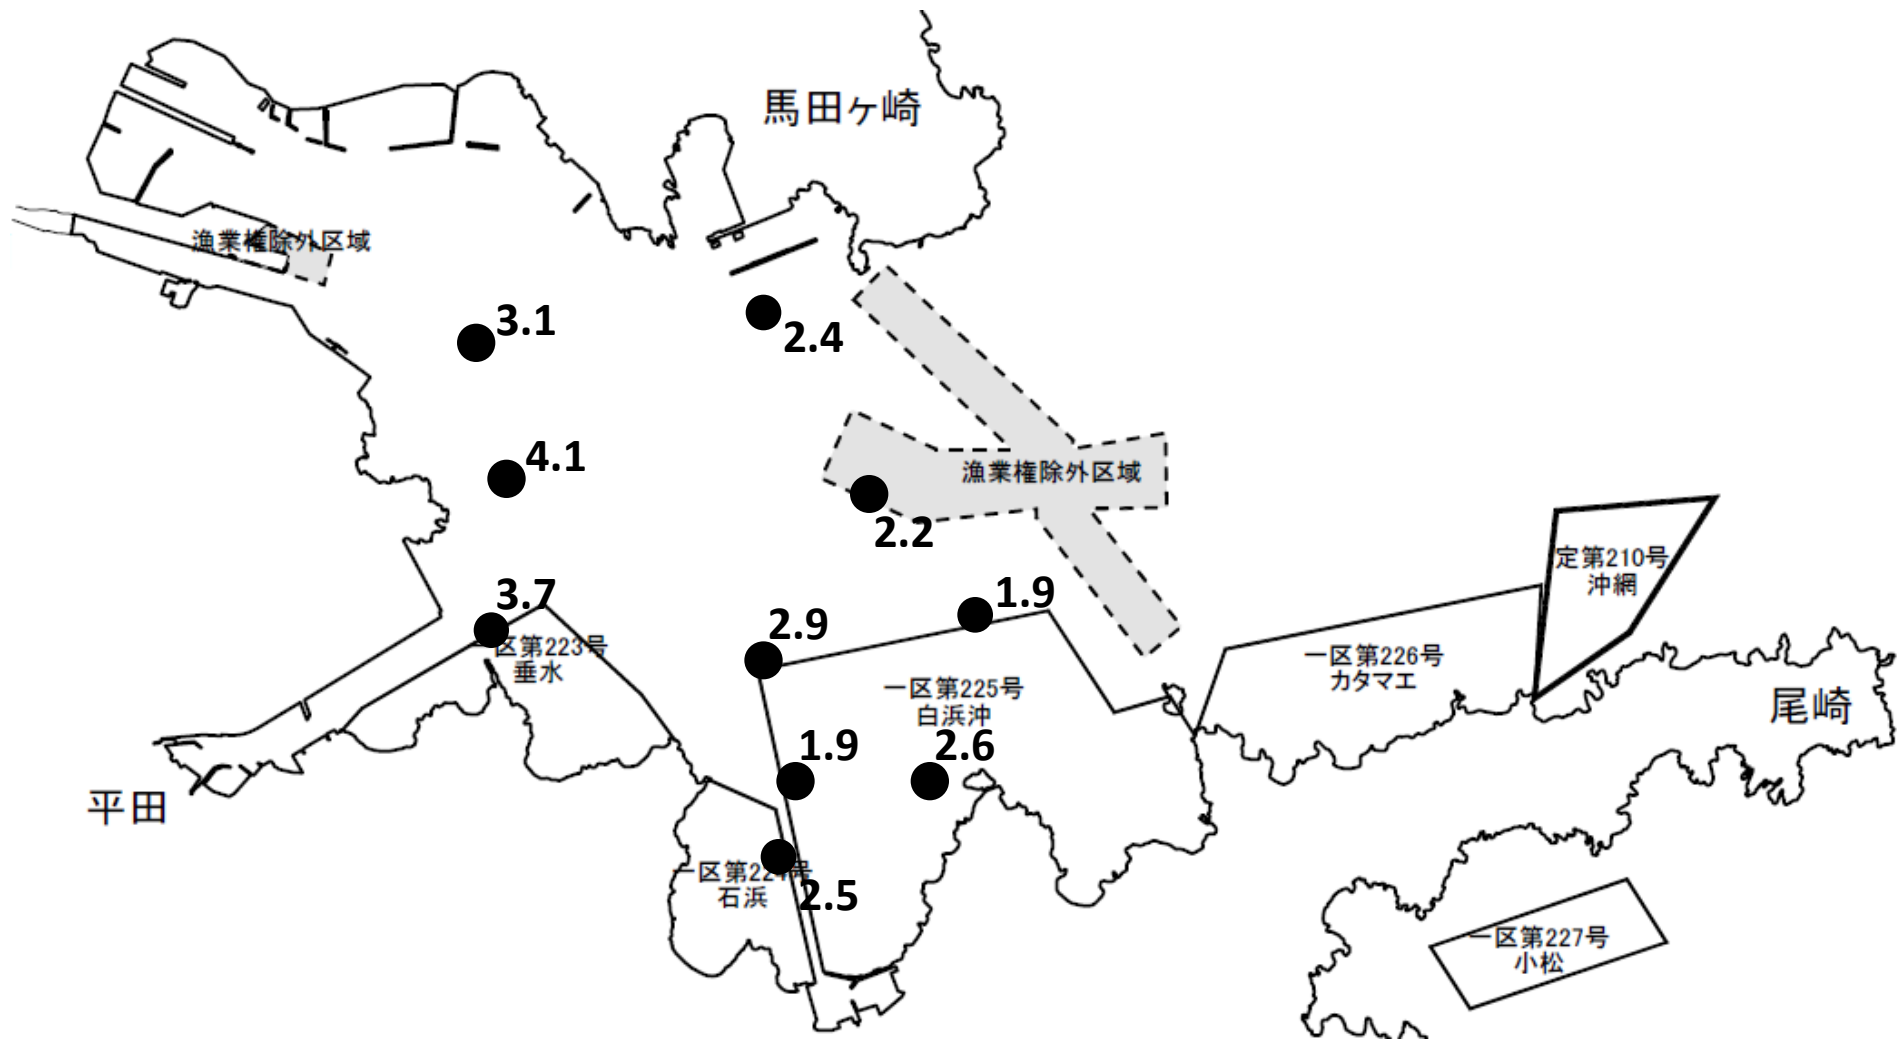 馬田ヶ崎
漁業権除外区域
3.1
2.4
4.1
漁業権除外区域
2.2
定第210号
沖網
3.7
1.9
2.9
一区第223号
垂水
一区第226号
カタマエ
一区第225号
白浜沖
尾崎
1.9
2.6
平田
一区第224号
石浜
2.5
一区第227号
小松